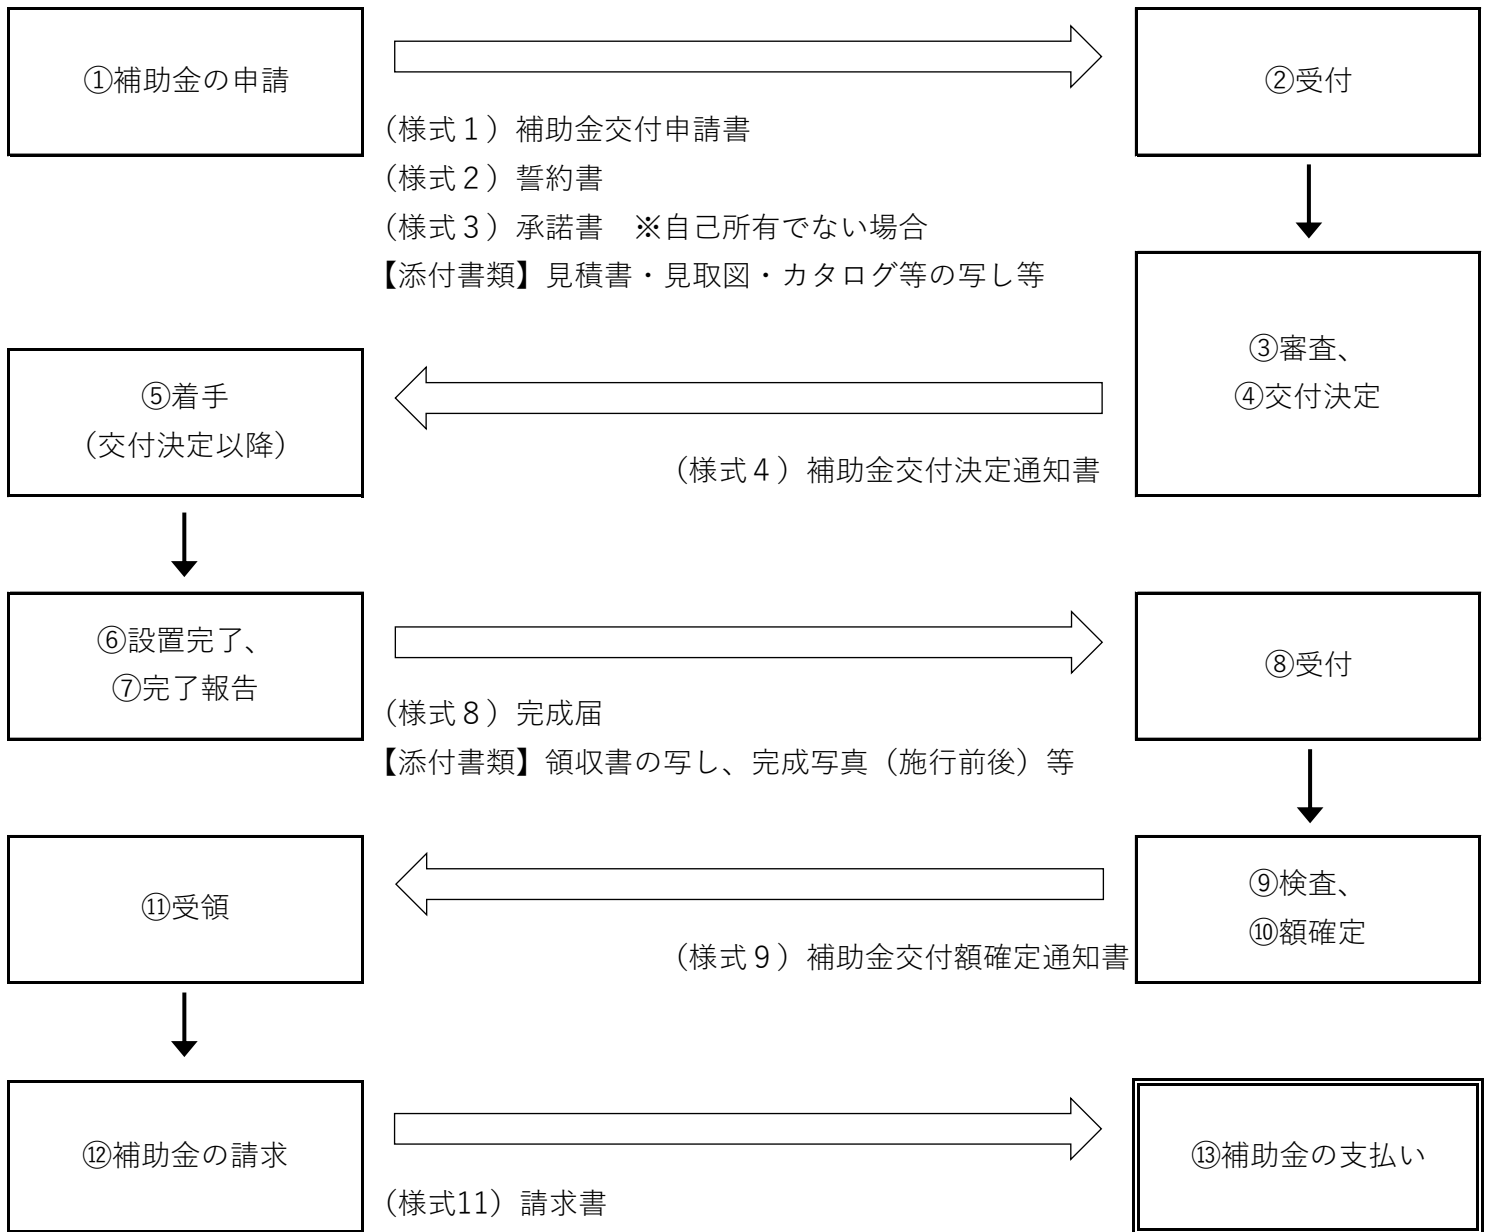 ①補助金の申請
②受付
（様式１）補助金交付申請書
（様式２）誓約書
（様式３）承諾書　※自己所有でない場合
【添付書類】見積書・見取図・カタログ等の写し等
③審査、
④交付決定
⑤着手
（交付決定以降）
（様式４）補助金交付決定通知書
⑥設置完了、
⑦完了報告
⑧受付
（様式８）完成届
【添付書類】領収書の写し、完成写真（施行前後）等
⑨検査、
⑩額確定
⑪受領
（様式９）補助金交付額確定通知書
⑫補助金の請求
⑬補助金の支払い
（様式11）請求書